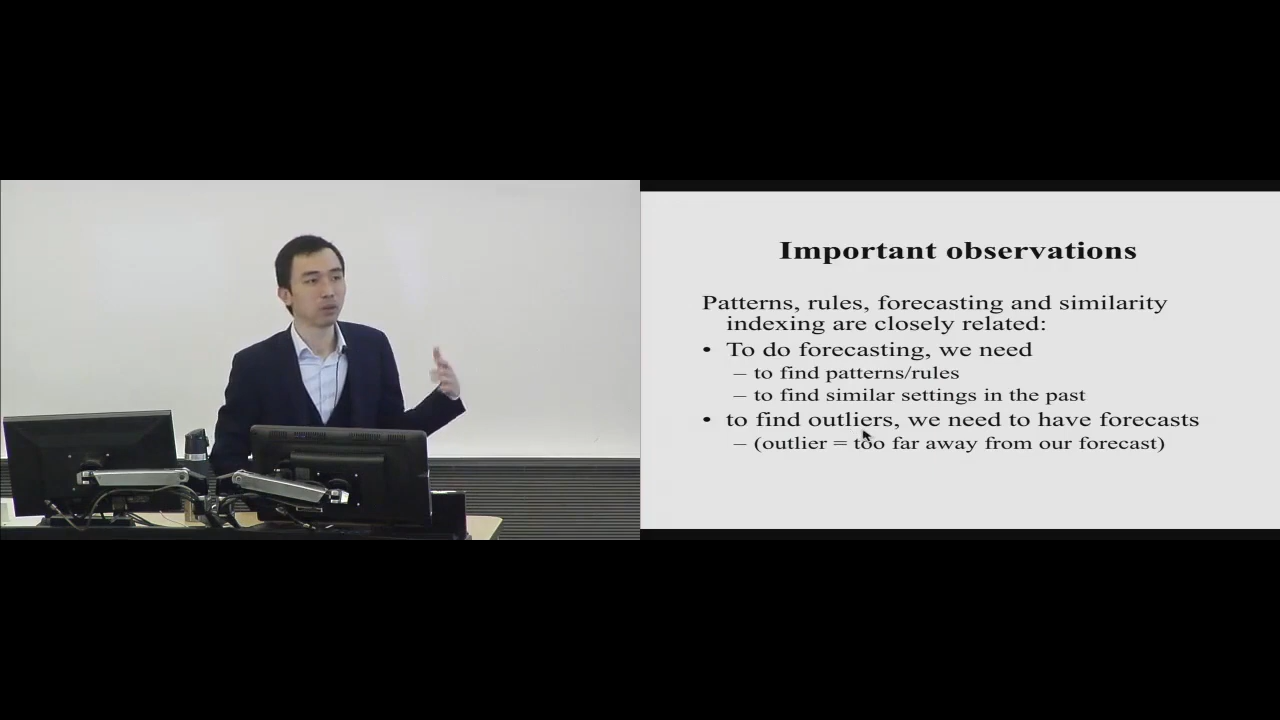 Important observations
Patterns, rules, forecasting and similarity
indexing are closely related:
• To do forecasting, we need
– to find patterns/rules
– to find similar settings in the past
• to find outliers, we need to have forecasts
– (outlier = too far away from our forecast)